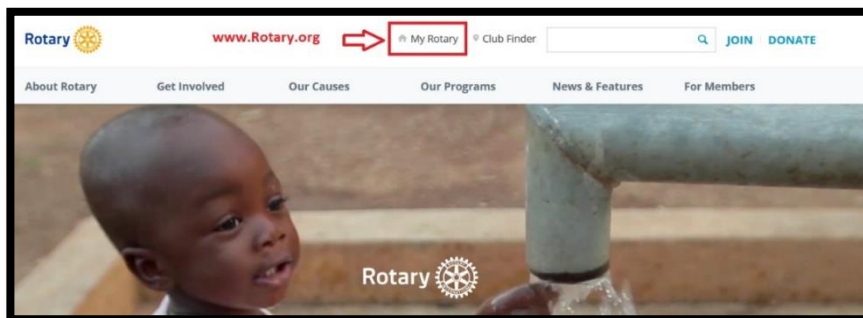 Rotary www.Rotary.org My Rotary Club Finder JOIN DONATE
About Rotary Get Involved Our Causes Our Programs News & Features For Members
Rotary